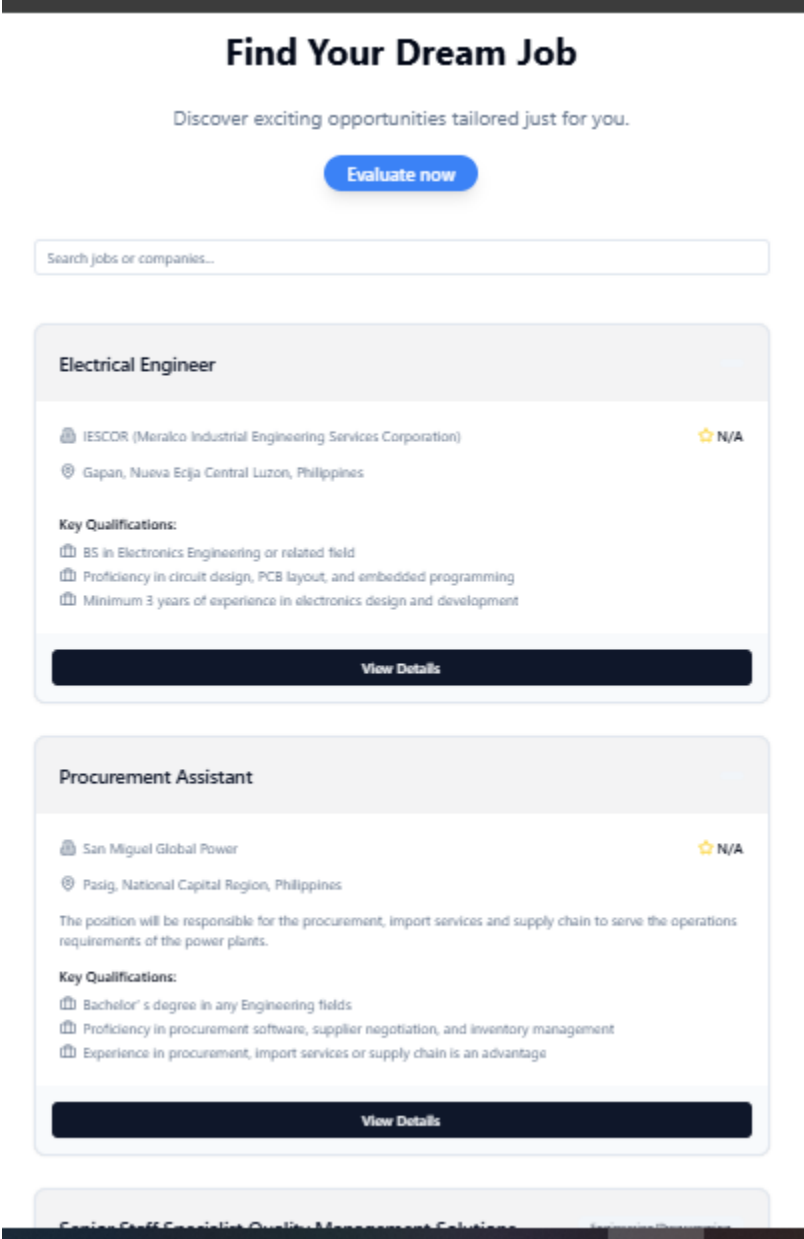 Find Your Dream Job
Discover exciting opportunities tailored just for you.
Evaluate now
Search jobs or companies...
Electrical Engineer
IESCOR (Meralco Industrial Engineering Services Corporation)
N/A
Gapan, Nueva Ecija Central Luzon, Philippines
Key Qualifications:
BS in Electronics Engineering or related field
Proficiency in circuit design, PCB layout, and embedded programming
Minimum 3 years of experience in electronics design and development
View Details
Procurement Assistant
San Miguel Global Power
N/A
Pasig, National Capital Region, Philippines
The position will be responsible for the procurement, import services and supply chain to serve the operations
requirements of the power plants.
Key Qualifications:
Bachelor' s degree in any Engineering fields
Proficiency in procurement software, supplier negotiation, and inventory management
Experience in procurement, import services or supply chain is an advantage
View Details
Senior Staff Specialist Quality Management Solutions